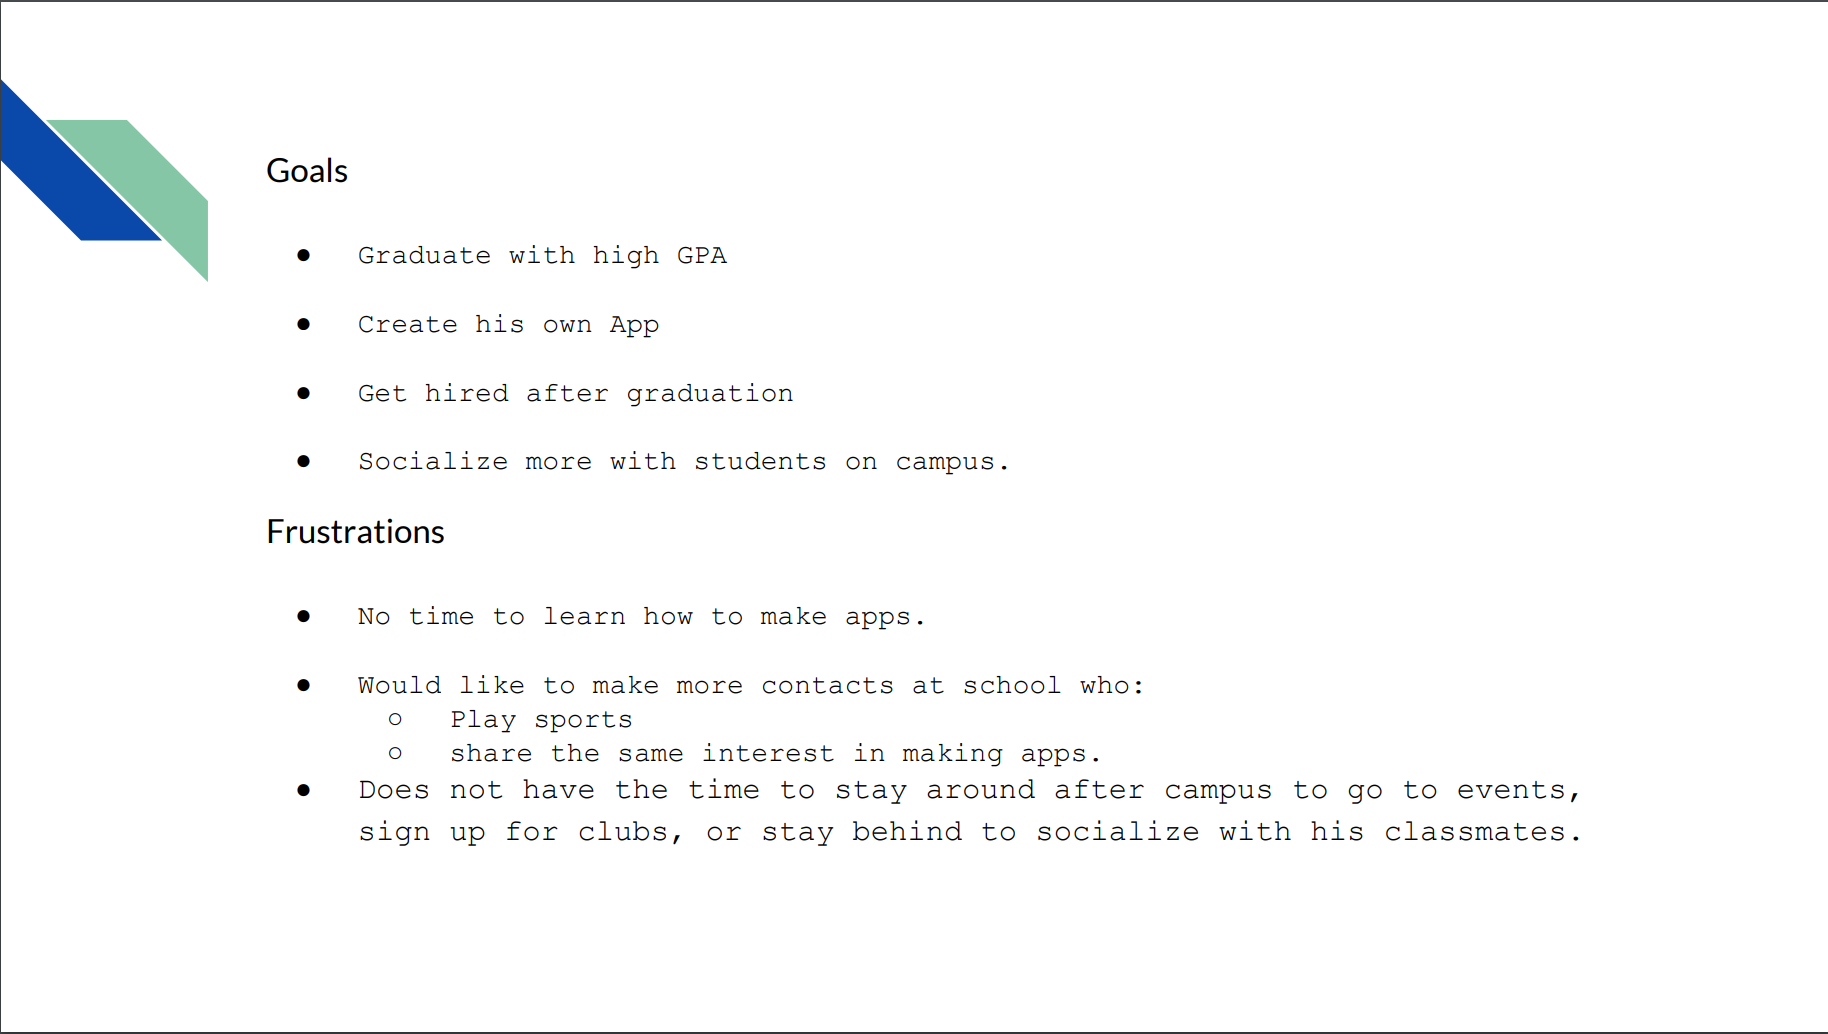 Goals
● Graduate with high GPA
● Create his own App
● Get hired after graduation
● Socialize more with students on campus.
Frustrations
● No time to learn how to make apps.
● Would like to make more contacts at school who:
○ Play sports
○ share the same interest in making apps.
● Does not have the time to stay around after campus to go to events,
sign up for clubs, or stay behind to socialize with his classmates.